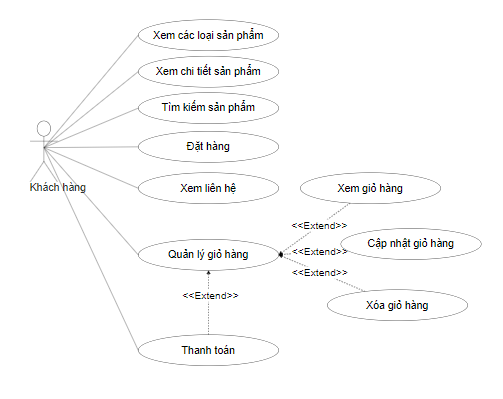 Xem các loại sản phẩm
Xem chi tiết sản phẩm
Tìm kiếm sản phẩm
Đặt hàng
Khách hàng
Xem liên hệ
Xem giỏ hàng
<<Extend>>
Cập nhật giỏ hàng
<<Extend>>
Quản lý giỏ hàng
<<Extend>>
<<Extend>>
Xóa giỏ hàng
Thanh toán